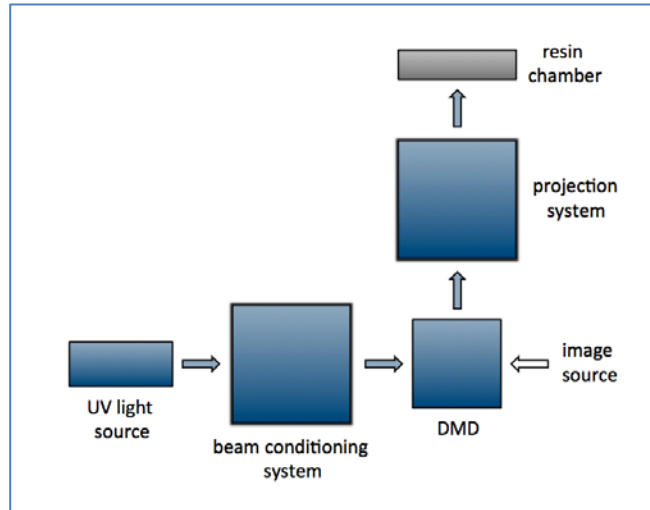 resin
chamber
projection
system
image
source
UV light
source
DMD
beam conditioning
system